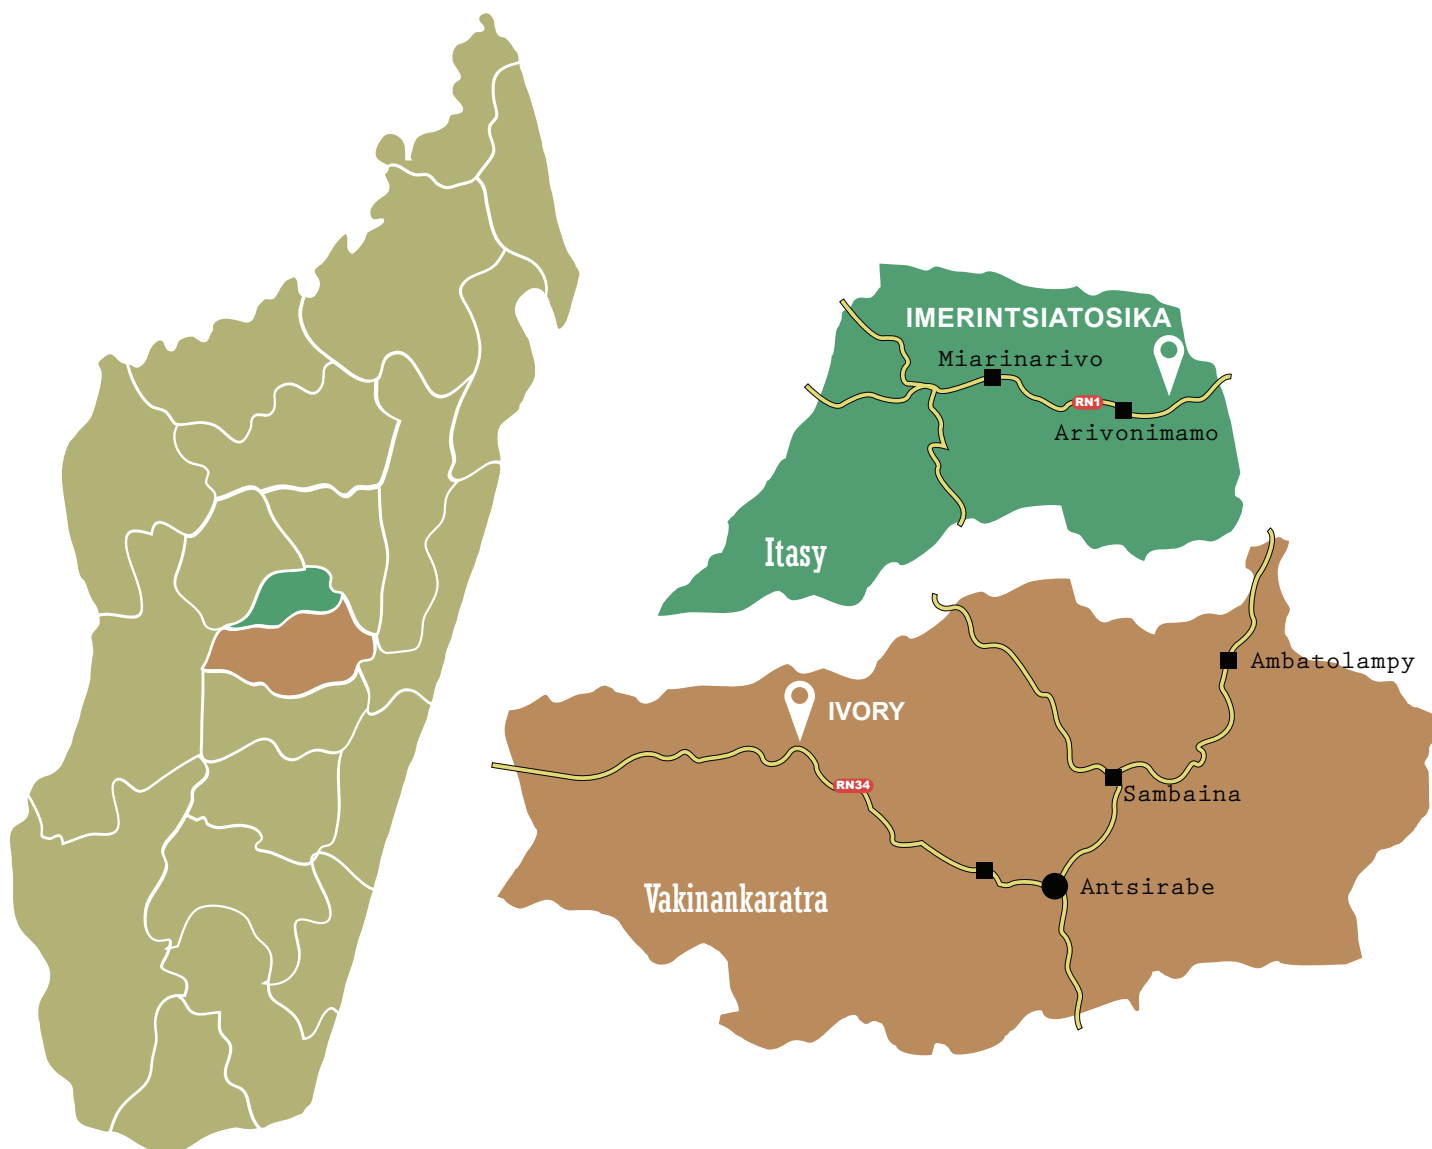 IMERINTSIATOSIKA
Miarinarivo
RN1
Arivonimamo
Itasy
Ambatolampy
IVORY
RN34
Sambaina
Antsirabe
Vakinankaratra